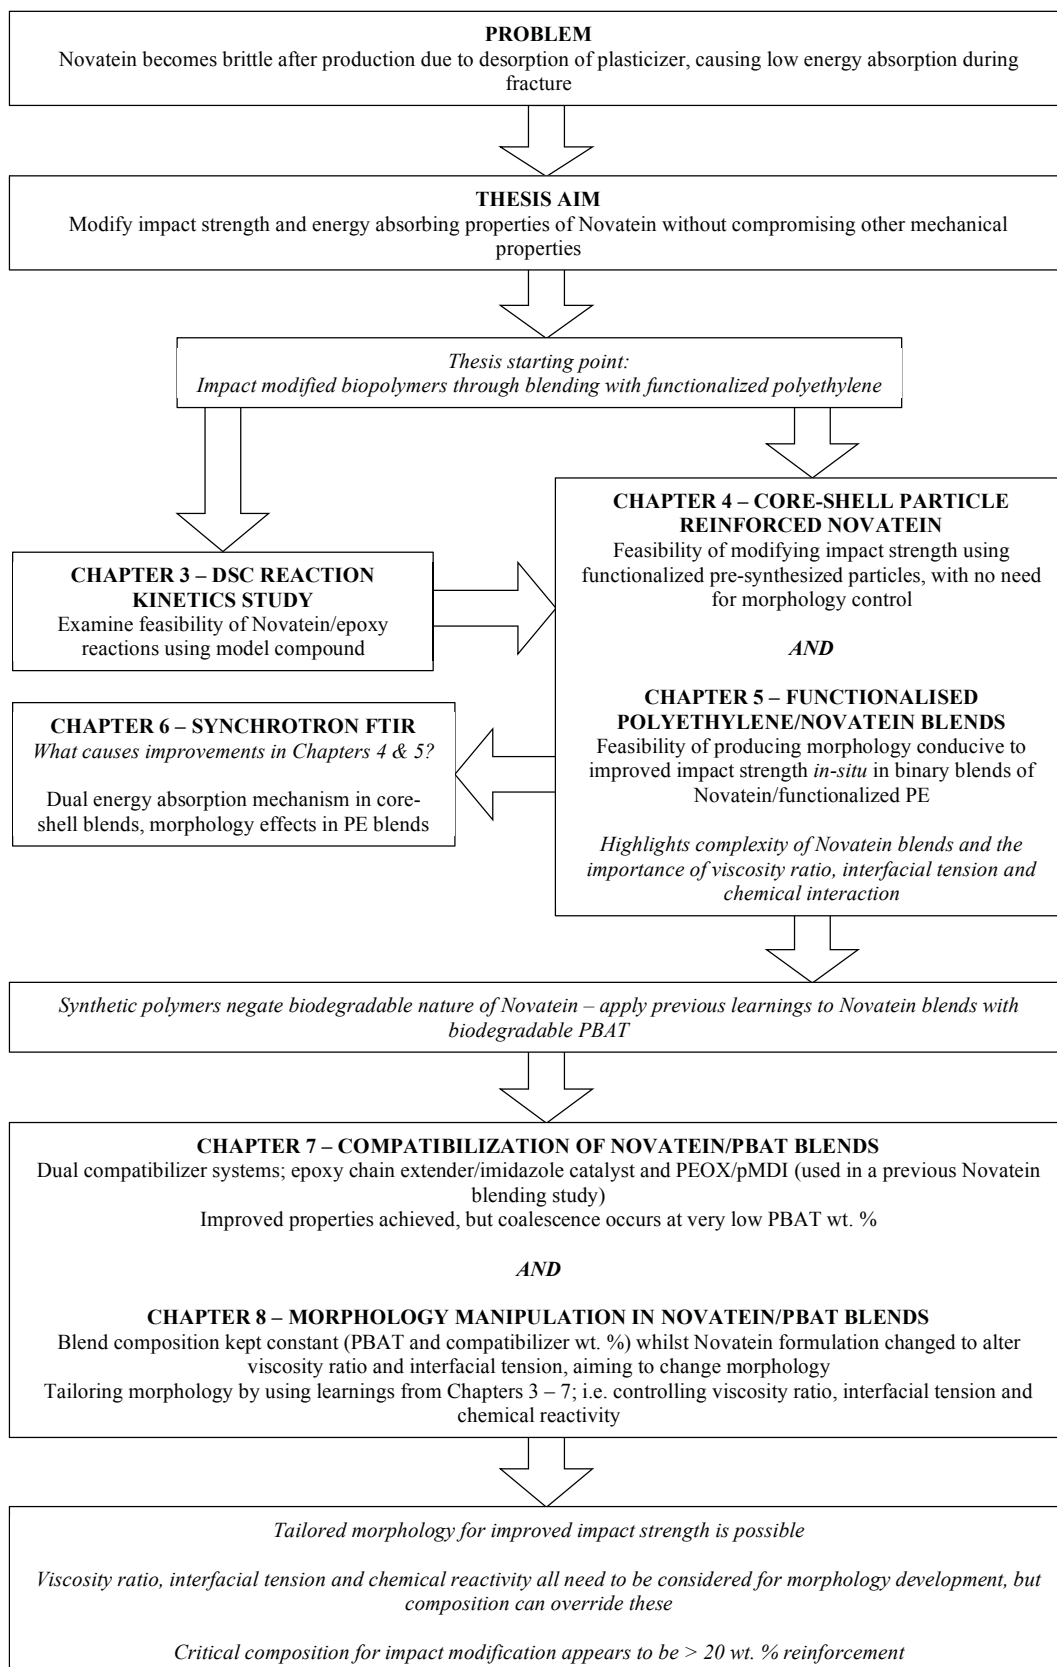 PROBLEM
Novatein becomes brittle after production due to desorption of plasticizer, causing low energy absorption during
fracture
THESIS AIM
Modify impact strength and energy absorbing properties of Novatein without compromising other mechanical
properties
Thesis starting point:
Impact modified biopolymers through blending with functionalized polyethylene
CHAPTER 3 – DSC REACTION
KINETICS STUDY
Examine feasibility of Novatein/epoxy
reactions using model compound
CHAPTER 4 – CORE-SHELL PARTICLE
REINFORCED NOVATEIN
Feasibility of modifying impact strength using
functionalized pre-synthesized particles, with no need
for morphology control
AND
CHAPTER 5 – FUNCTIONALISED
POLYETHYLENE/NOVATEIN BLENDS
Feasibility of producing morphology conducive to
improved impact strength in-situ in binary blends of
Novatein/functionalized PE
Highlights complexity of Novatein blends and the
importance of viscosity ratio, interfacial tension and
chemical interaction
CHAPTER 6 – SYNCHROTRON FTIR
What causes improvements in Chapters 4 & 5?
Dual energy absorption mechanism in core-
shell blends, morphology effects in PE blends
Synthetic polymers negate biodegradable nature of Novatein – apply previous learnings to Novatein blends with
biodegradable PBAT
CHAPTER 7 – COMPATIBILIZATION OF NOVATEIN/PBAT BLENDS
Dual compatibilizer systems; epoxy chain extender/imidazole catalyst and PEOX/pMDI (used in a previous Novatein
blending study)
Improved properties achieved, but coalescence occurs at very low PBAT wt. %
AND
CHAPTER 8 – MORPHOLOGY MANIPULATION IN NOVATEIN/PBAT BLENDS
Blend composition kept constant (PBAT and compatibilizer wt. %) whilst Novatein formulation changed to alter
viscosity ratio and interfacial tension, aiming to change morphology
Tailoring morphology by using learnings from Chapters 3 – 7; i.e. controlling viscosity ratio, interfacial tension and
chemical reactivity
Tailored morphology for improved impact strength is possible
Viscosity ratio, interfacial tension and chemical reactivity all need to be considered for morphology development, but
composition can override these
Critical composition for impact modification appears to be > 20 wt. % reinforcement